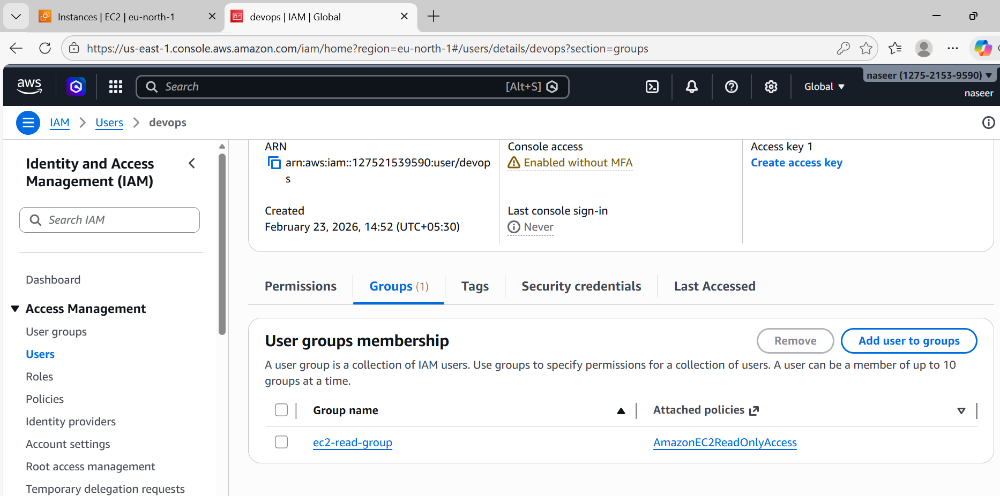 Instances | EC2 | eu-north-1
devops | IAM | Global
https://us-east-1.console.aws.amazon.com/iam/home?region=eu-north-1#/users/details/devops?section=groups
aws
Search
[Alt+S]
Global
naseer (1275-2153-9590)
naseer
IAM
Users
devops
Identity and Access
Management (IAM)
Search IAM
Dashboard
Access Management
User groups
Users
Roles
Policies
Identity providers
Account settings
Root access management
Temporary delegation requests
ARN
arn:aws:iam::127521539590:user/devop
s
Created
February 23, 2026, 14:52 (UTC+05:30)
Console access
Enabled without MFA
Last console sign-in
Never
Access key 1
Create access key
Permissions
Groups (1)
Tags
Security credentials
Last Accessed
User groups membership
Remove
Add user to groups
A user group is a collection of IAM users. Use groups to specify permissions for a collection of users. A user can be a member of up to 10
groups at a time.
Group name
Attached policies
ec2-read-group
AmazonEC2ReadOnlyAccess